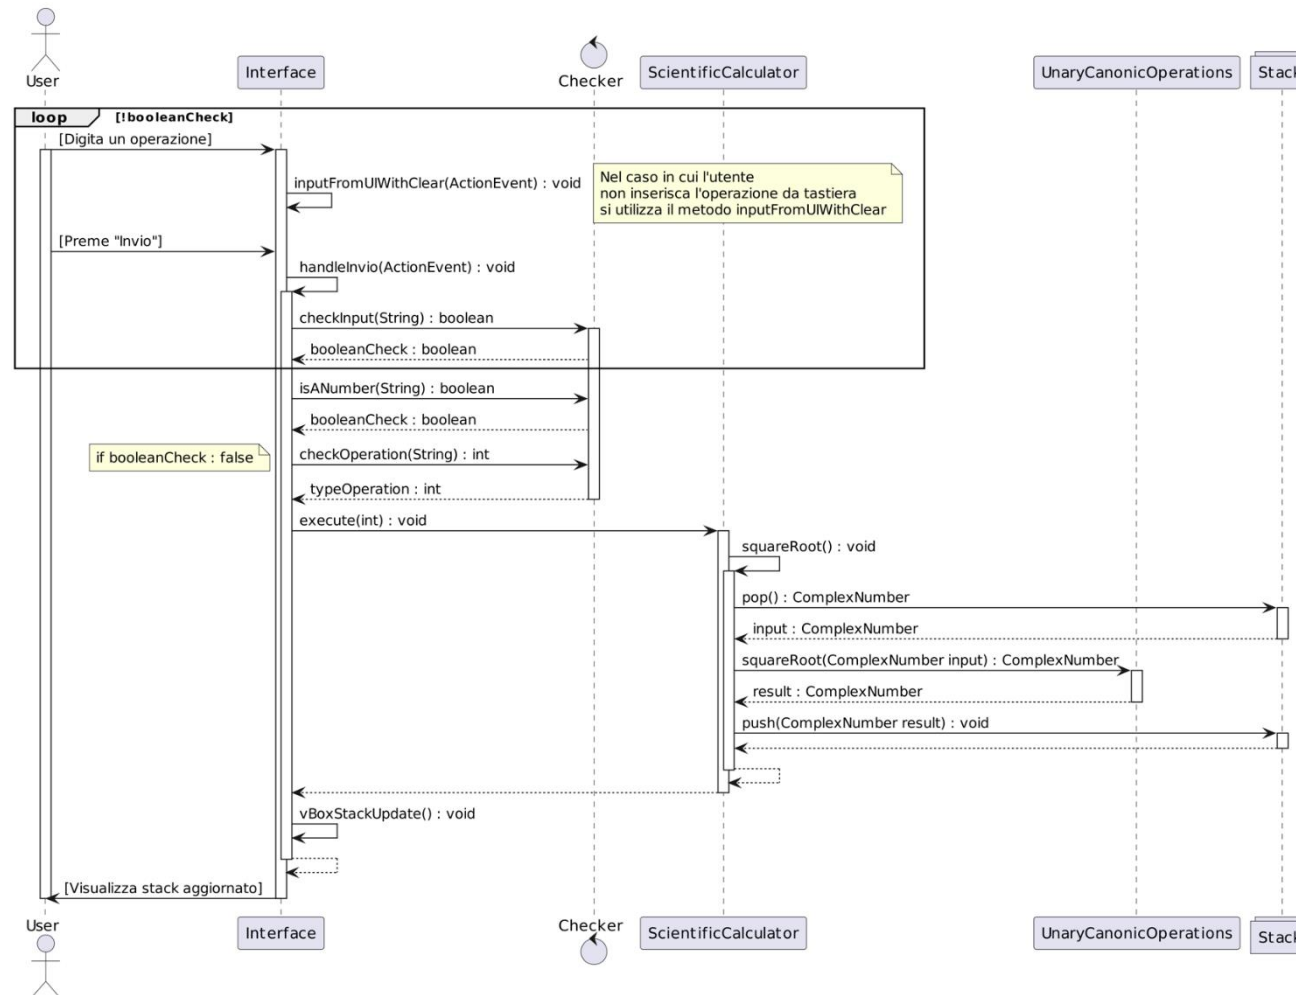 User
Interface
Checker
ScientificCalculator
UnaryCanonicOperations
Stack
loop
[!booleanCheck]
[Digita un operazione]
inputFromUIWithClear(ActionEvent) : void
Nel caso in cui l'utente
non inserisca l'operazione da tastiera
si utilizza il metodo inputFromUIWithClear
[Preme "Invio"]
handleInvio(ActionEvent) : void
checkInput(String) : boolean
booleanCheck : boolean
isANumber(String) : boolean
booleanCheck : boolean
if booleanCheck : false
checkOperation(String) : int
typeOperation : int
execute(int) : void
squareRoot() : void
pop() : ComplexNumber
input : ComplexNumber
squareRoot(ComplexNumber input) : ComplexNumber
result : ComplexNumber
push(ComplexNumber result) : void
vBoxStackUpdate() : void
[Visualizza stack aggiornato]
User
Interface
Checker
ScientificCalculator
UnaryCanonicOperations
Stack